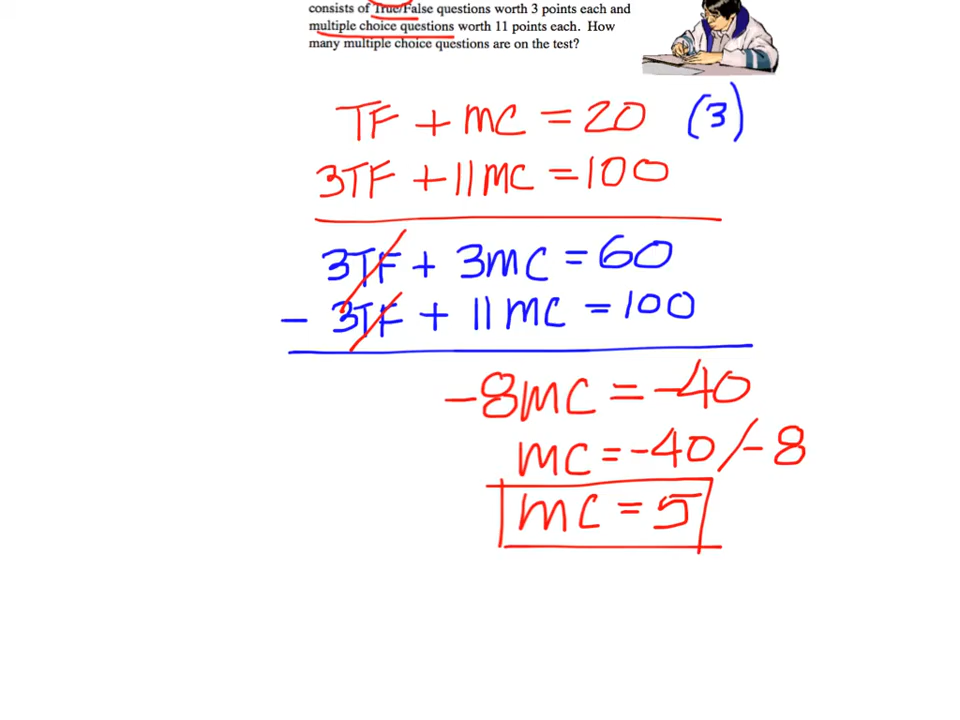 consists of True/False questions worth 3 points each and
multiple choice questions worth 11 points each. How
many multiple choice questions are on the test?
TF + mc = 20 (3)
3TF + 11mc = 100
3TF + 3mc = 60
- 3TF + 11mc = 100
-8mc = -40
mc = -40/-8
mc = 5